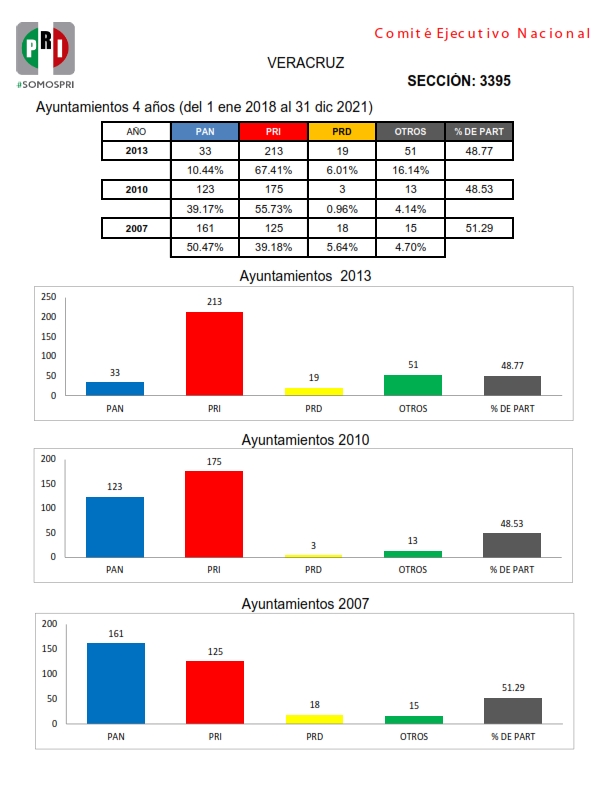 Comité Ejecutivo Nacional
PRI
#SOMOSPRI
VERACRUZ
SECCIÓN: 3395
Ayuntamientos 4 años (del 1 ene 2018 al 31 dic 2021)
AÑO PAN PRI PRD OTROS % DE PART
2013 33 213 19 51 48.77
10.44% 67.41% 6.01% 16.14%
2010 123 175 3 13 48.53
39.17% 55.73% 0.96% 4.14%
2007 161 125 18 15 51.29
50.47% 39.18% 5.64% 4.70%
Ayuntamientos 2013
250
200
150
100
50
0
33 213 19 51 48.77
PAN PRI PRD OTROS % DE PART
Ayuntamientos 2010
200
150
100
50
0
123 175 3 13 48.53
PAN PRI PRD OTROS % DE PART
Ayuntamientos 2007
200
150
100
50
0
161 125 18 15 51.29
PAN PRI PRD OTROS % DE PART